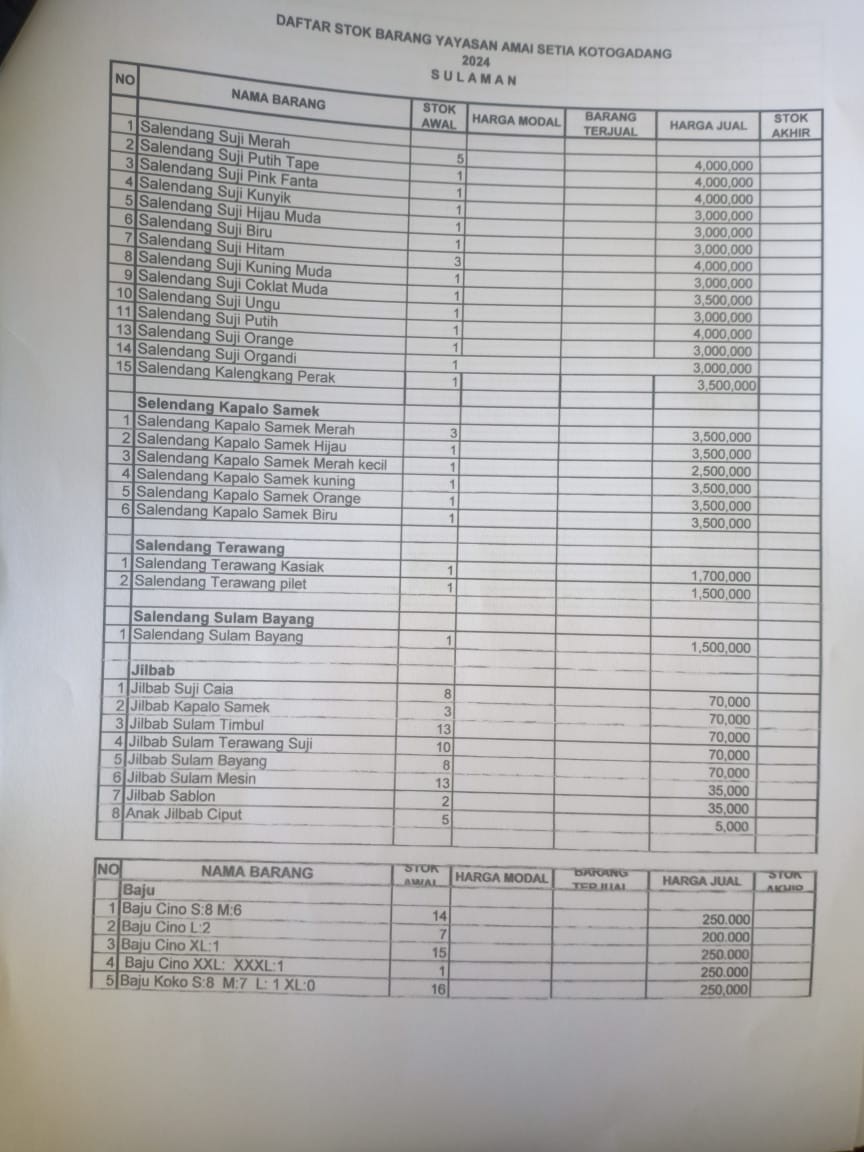 DAFTAR STOK BARANG YAYASAN AMAI SETIA KOTOGADANG
2024
SULAMAN
NO NAMA BARANG STOK AWAL HARGA MODAL BARANG TERJUAL HARGA JUAL STOK AKHIR
1 Salendang Suji Merah 5 4,000,000
2 Salendang Suji Putih Tape 1 4,000,000
3 Salendang Suji Pink Fanta 1 4,000,000
4 Salendang Suji Kunyik 1 3,000,000
5 Salendang Suji Hijau Muda 1 3,000,000
6 Salendang Suji Biru 1 3,000,000
7 Salendang Suji Hitam 3 4,000,000
8 Salendang Suji Kuning Muda 1 3,000,000
9 Salendang Suji Coklat Muda 1 3,500,000
10 Salendang Suji Ungu 1 3,000,000
11 Salendang Suji Putih 1 4,000,000
13 Salendang Suji Orange 1 3,000,000
14 Salendang Suji Organdi 1 3,000,000
15 Salendang Kalengkang Perak 1 3,500,000
Selendang Kapalo Samek
1 Salendang Kapalo Samek Merah 3 3,500,000
2 Salendang Kapalo Samek Hijau 1 3,500,000
3 Salendang Kapalo Samek Merah kecil 1 2,500,000
4 Salendang Kapalo Samek kuning 1 3,500,000
5 Salendang Kapalo Samek Orange 1 3,500,000
6 Salendang Kapalo Samek Biru 1 3,500,000
Salendang Terawang
1 Salendang Terawang Kasiak 1 1,700,000
2 Salendang Terawang pilet 1 1,500,000
Salendang Sulam Bayang
1 Salendang Sulam Bayang 1 1,500,000
Jilbab
1 Jilbab Suji Caia 8 70,000
2 Jilbab Kapalo Samek 3 70,000
3 Jilbab Sulam Timbul 13 70,000
4 Jilbab Sulam Terawang Suji 10 70,000
5 Jilbab Sulam Bayang 8 70,000
6 Jilbab Sulam Mesin 13 35,000
7 Jilbab Sablon 2 35,000
8 Anak Jilbab Ciput 5 5,000
NO NAMA BARANG STOK AWAL HARGA MODAL BARANG TERJUAL HARGA JUAL STOK AKHIR
Baju
1 Baju Cino S:8 M:6 14 250.000
2 Baju Cino L:2 7 200.000
3 Baju Cino XL:1 15 250.000
4 Baju Cino XXL: XXXL:1 1 250.000
5 Baju Koko S:8 M:7 L: 1 XL:0 16 250,000